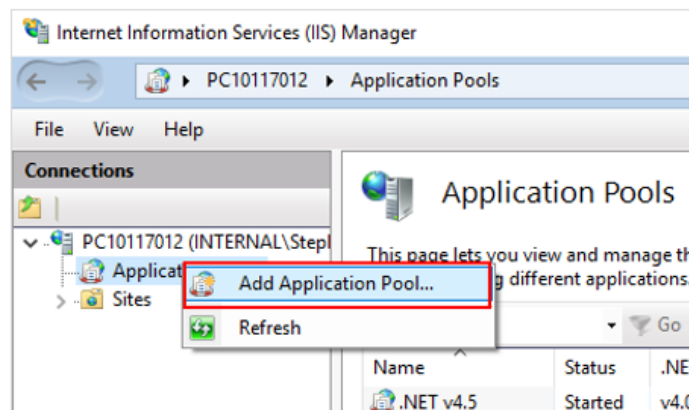 Internet Information Services (IIS) Manager
PC10117012 Application Pools
File View Help
Connections
Application Pools
PC10117012 (INTERNAL\Step
This page lets you view and manage th
Applicat
Add Application Pool...
different applications.
Sites
Refresh
Go
Name Status .NE
.NET v4.5 Started v4.0